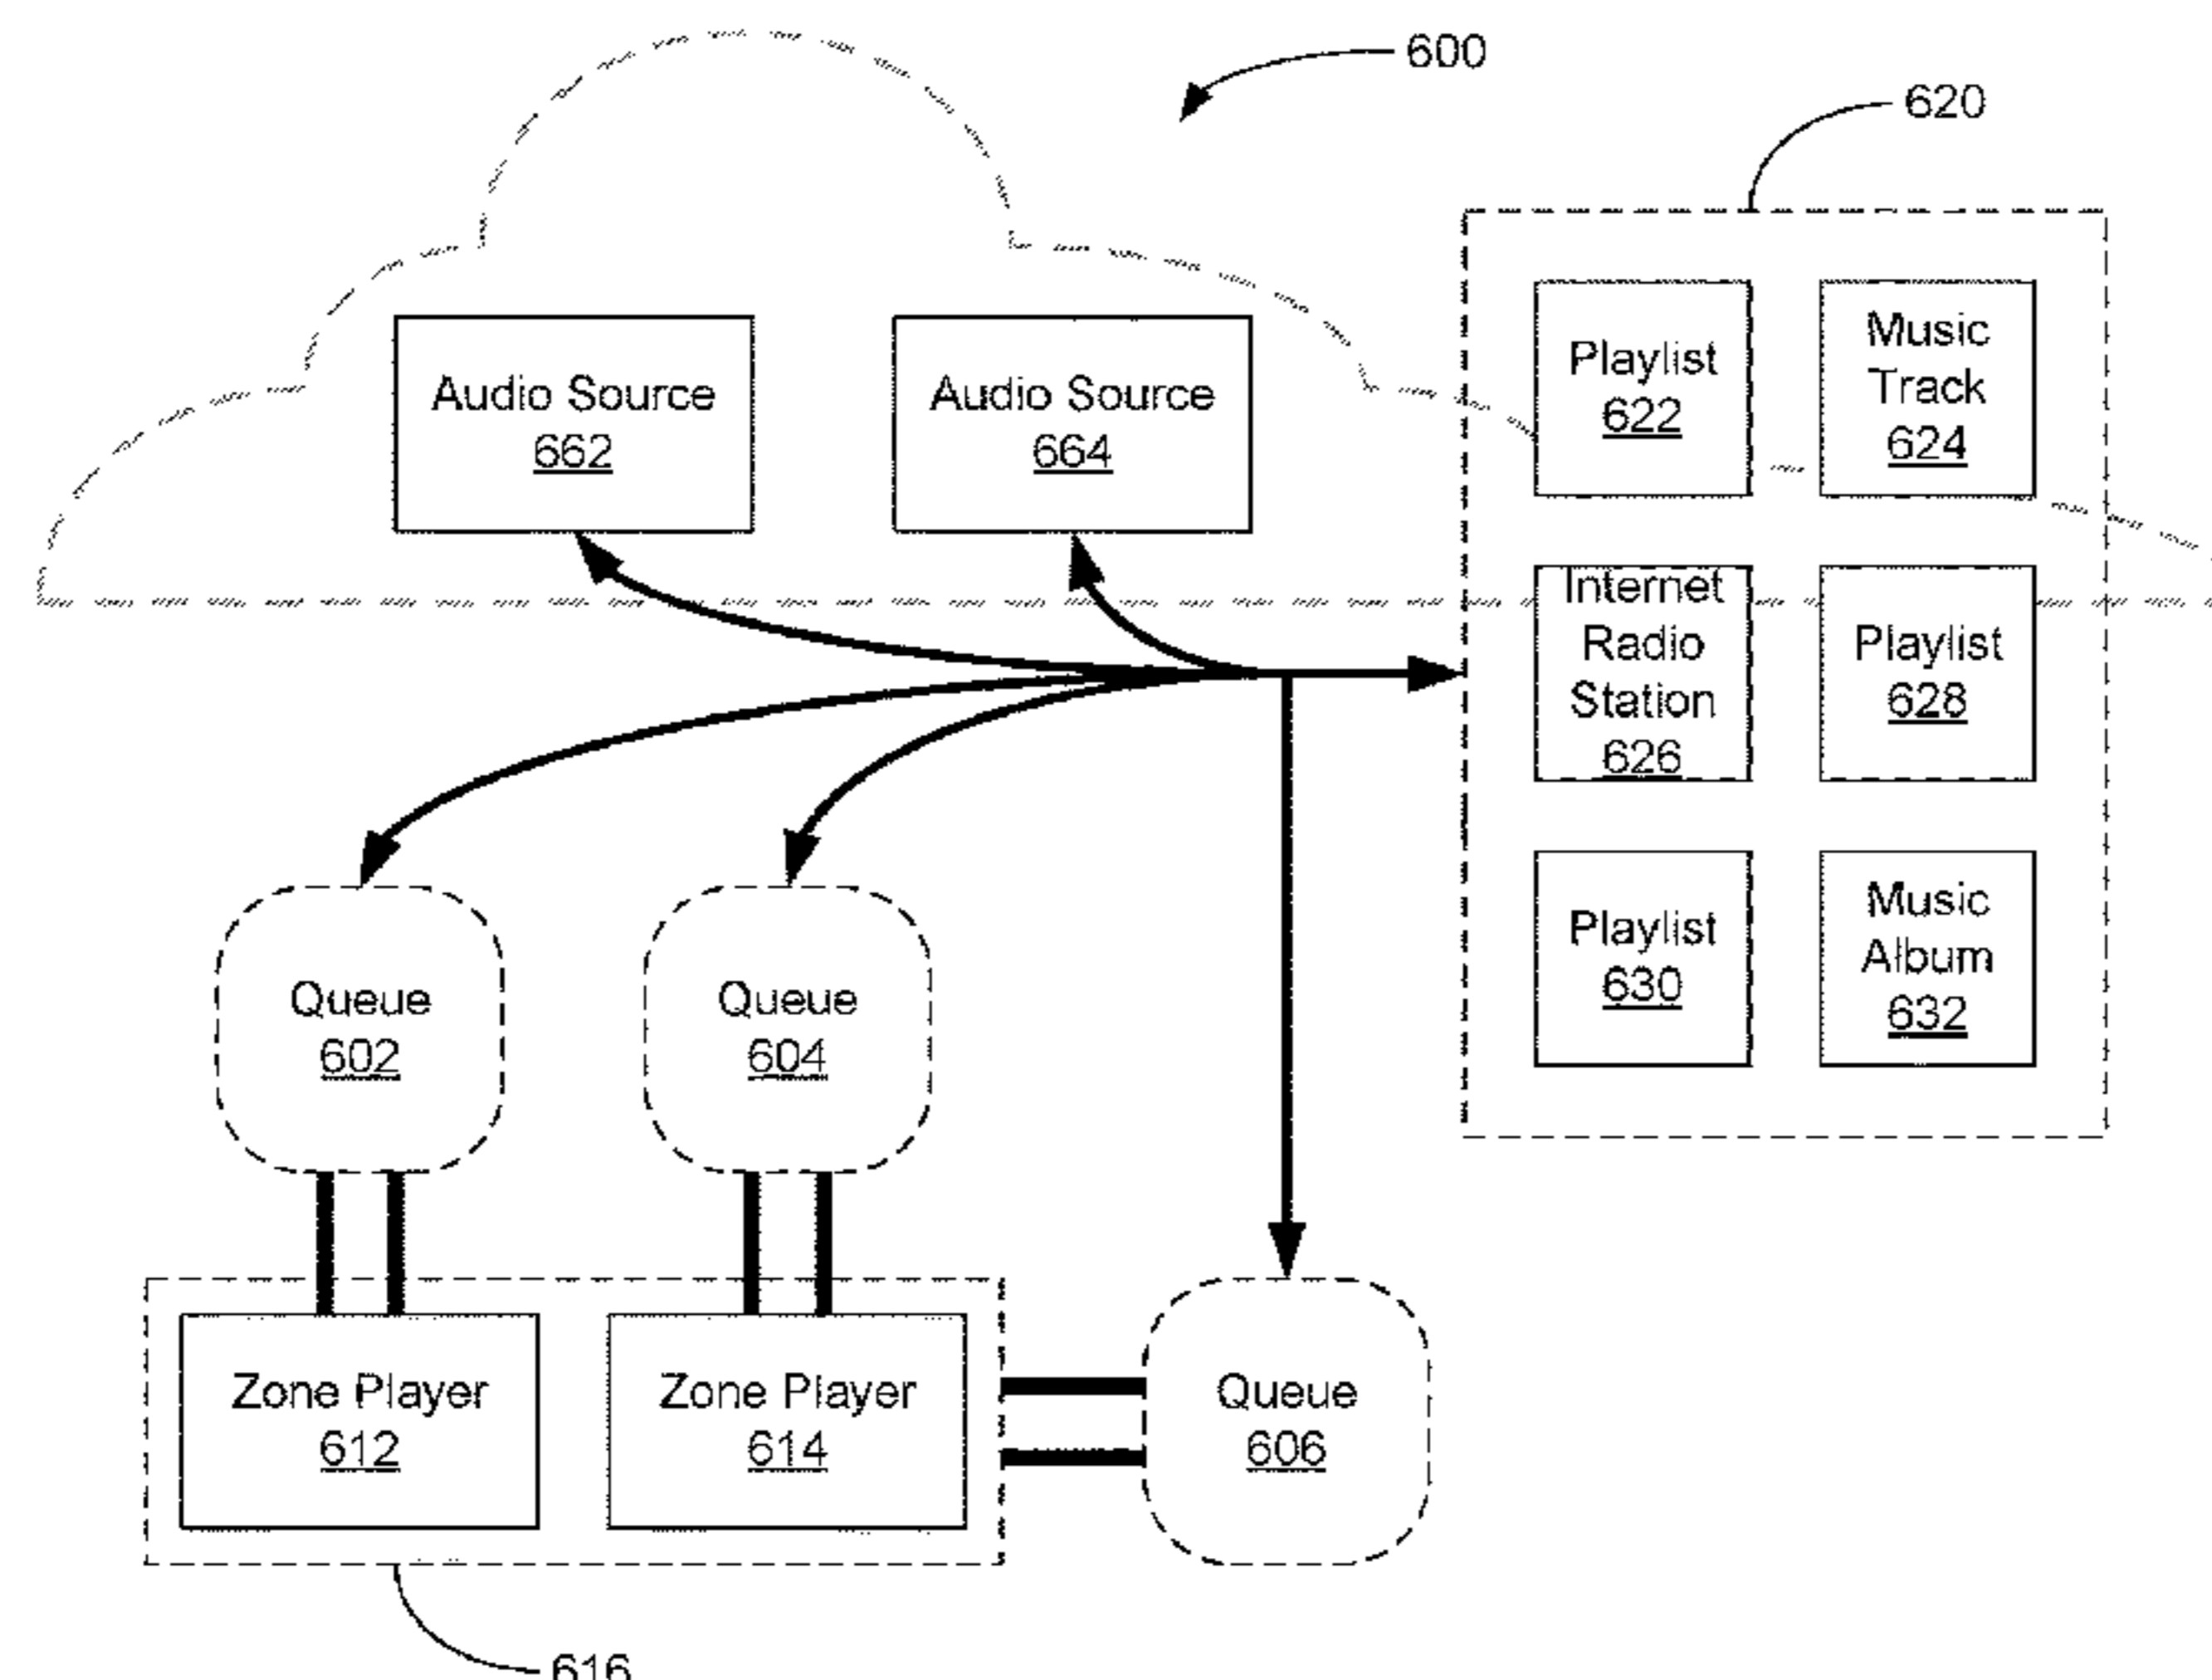 600
620
Audio Source
662
Audio Source
664
Playlist
622
Music
Track
624
Internet
Radio
Station
626
Playlist
628
Playlist
630
Music
Album
632
Queue
602
Queue
604
Zone Player
612
Zone Player
614
Queue
606
616